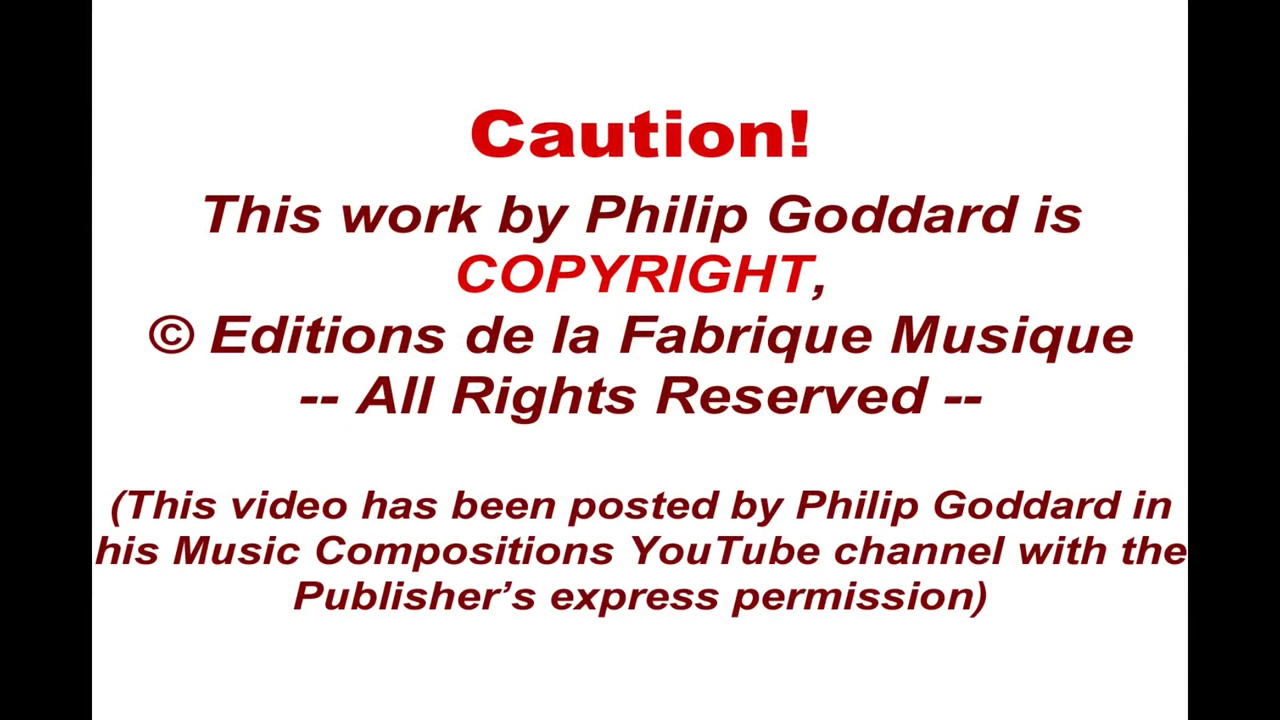 Caution!
This work by Philip Goddard is
COPYRIGHT,
© Editions de la Fabrique Musique
-- All Rights Reserved --
(This video has been posted by Philip Goddard in
his Music Compositions YouTube channel with the
Publisher’s express permission)